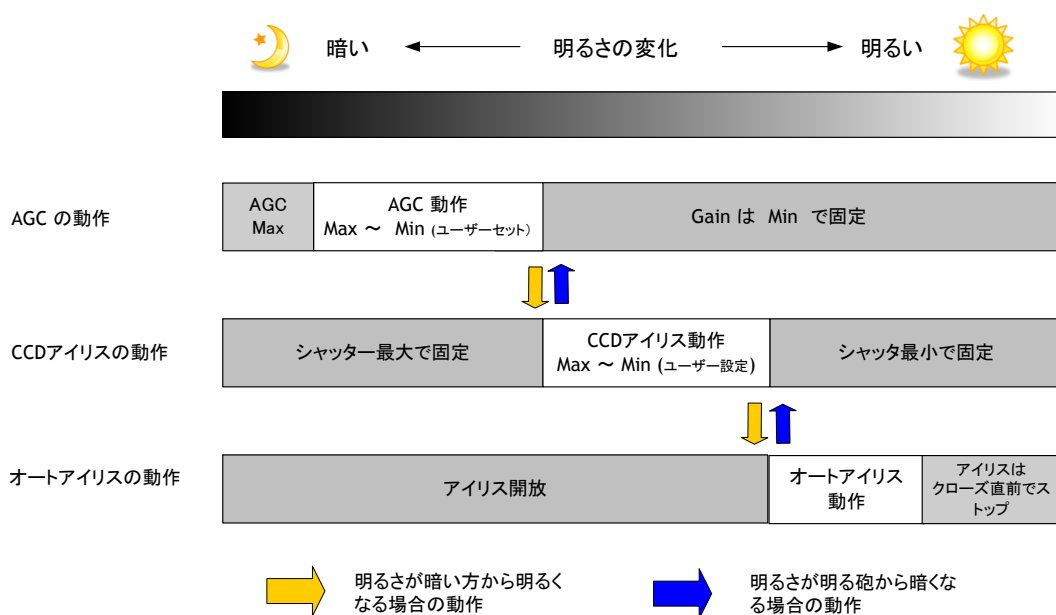 暗い
明るさの変化
明るい
AGC の動作
AGC
Max
AGC 動作
Max ～ Min (ユーザーセット)
Gain は Min で固定
CCDアイリスの動作
シャッター最大で固定
CCDアイリス動作
Max ～ Min (ユーザー設定)
シャッタ最小で固定
オートアイリスの動作
アイリス開放
オートアイリス
動作
アイリスは
クローズ直前でス
トップ
明るさが暗い方から明るく
なる場合の動作
明るさが明る砲から暗くな
る場合の動作